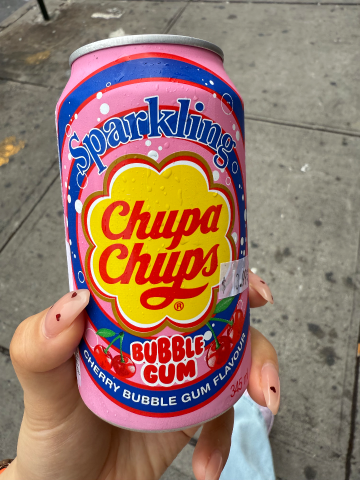 Sparkling
Chupa
Chups
®
BUBBLE
GUM
CHERRY BUBBLE GUM FLAVOUR
345